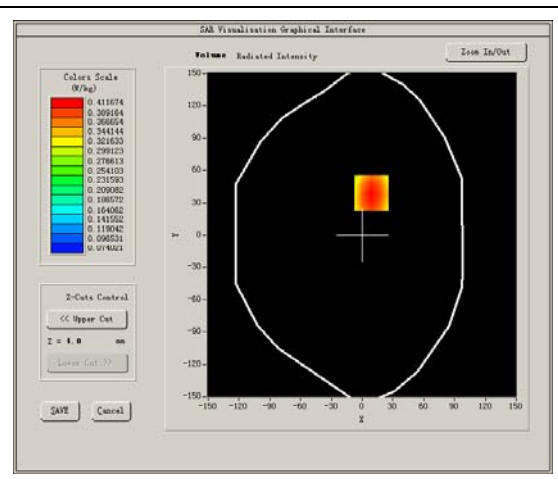 SAR Visualisation Graphical Interface
Volume Radiated Intensity
Zoom In/Out
Colors Scale
(W/kg)
0.411674
0.389164
0.366654
0.344144
0.321633
0.299123
0.276613
0.254103
0.231593
0.209082
0.186572
0.164062
0.141552
0.119042
0.096531
0.074021
Z-Cuts Control
<< Upper Cut
Z = 4.0 mm
Lower Cut >>
SAVE Cancel
150
120
90
60
30
0
-30
-60
-90
-120
-150
Y
-150 -120 -90 -60 -30 0 30 60 90 120 150
X